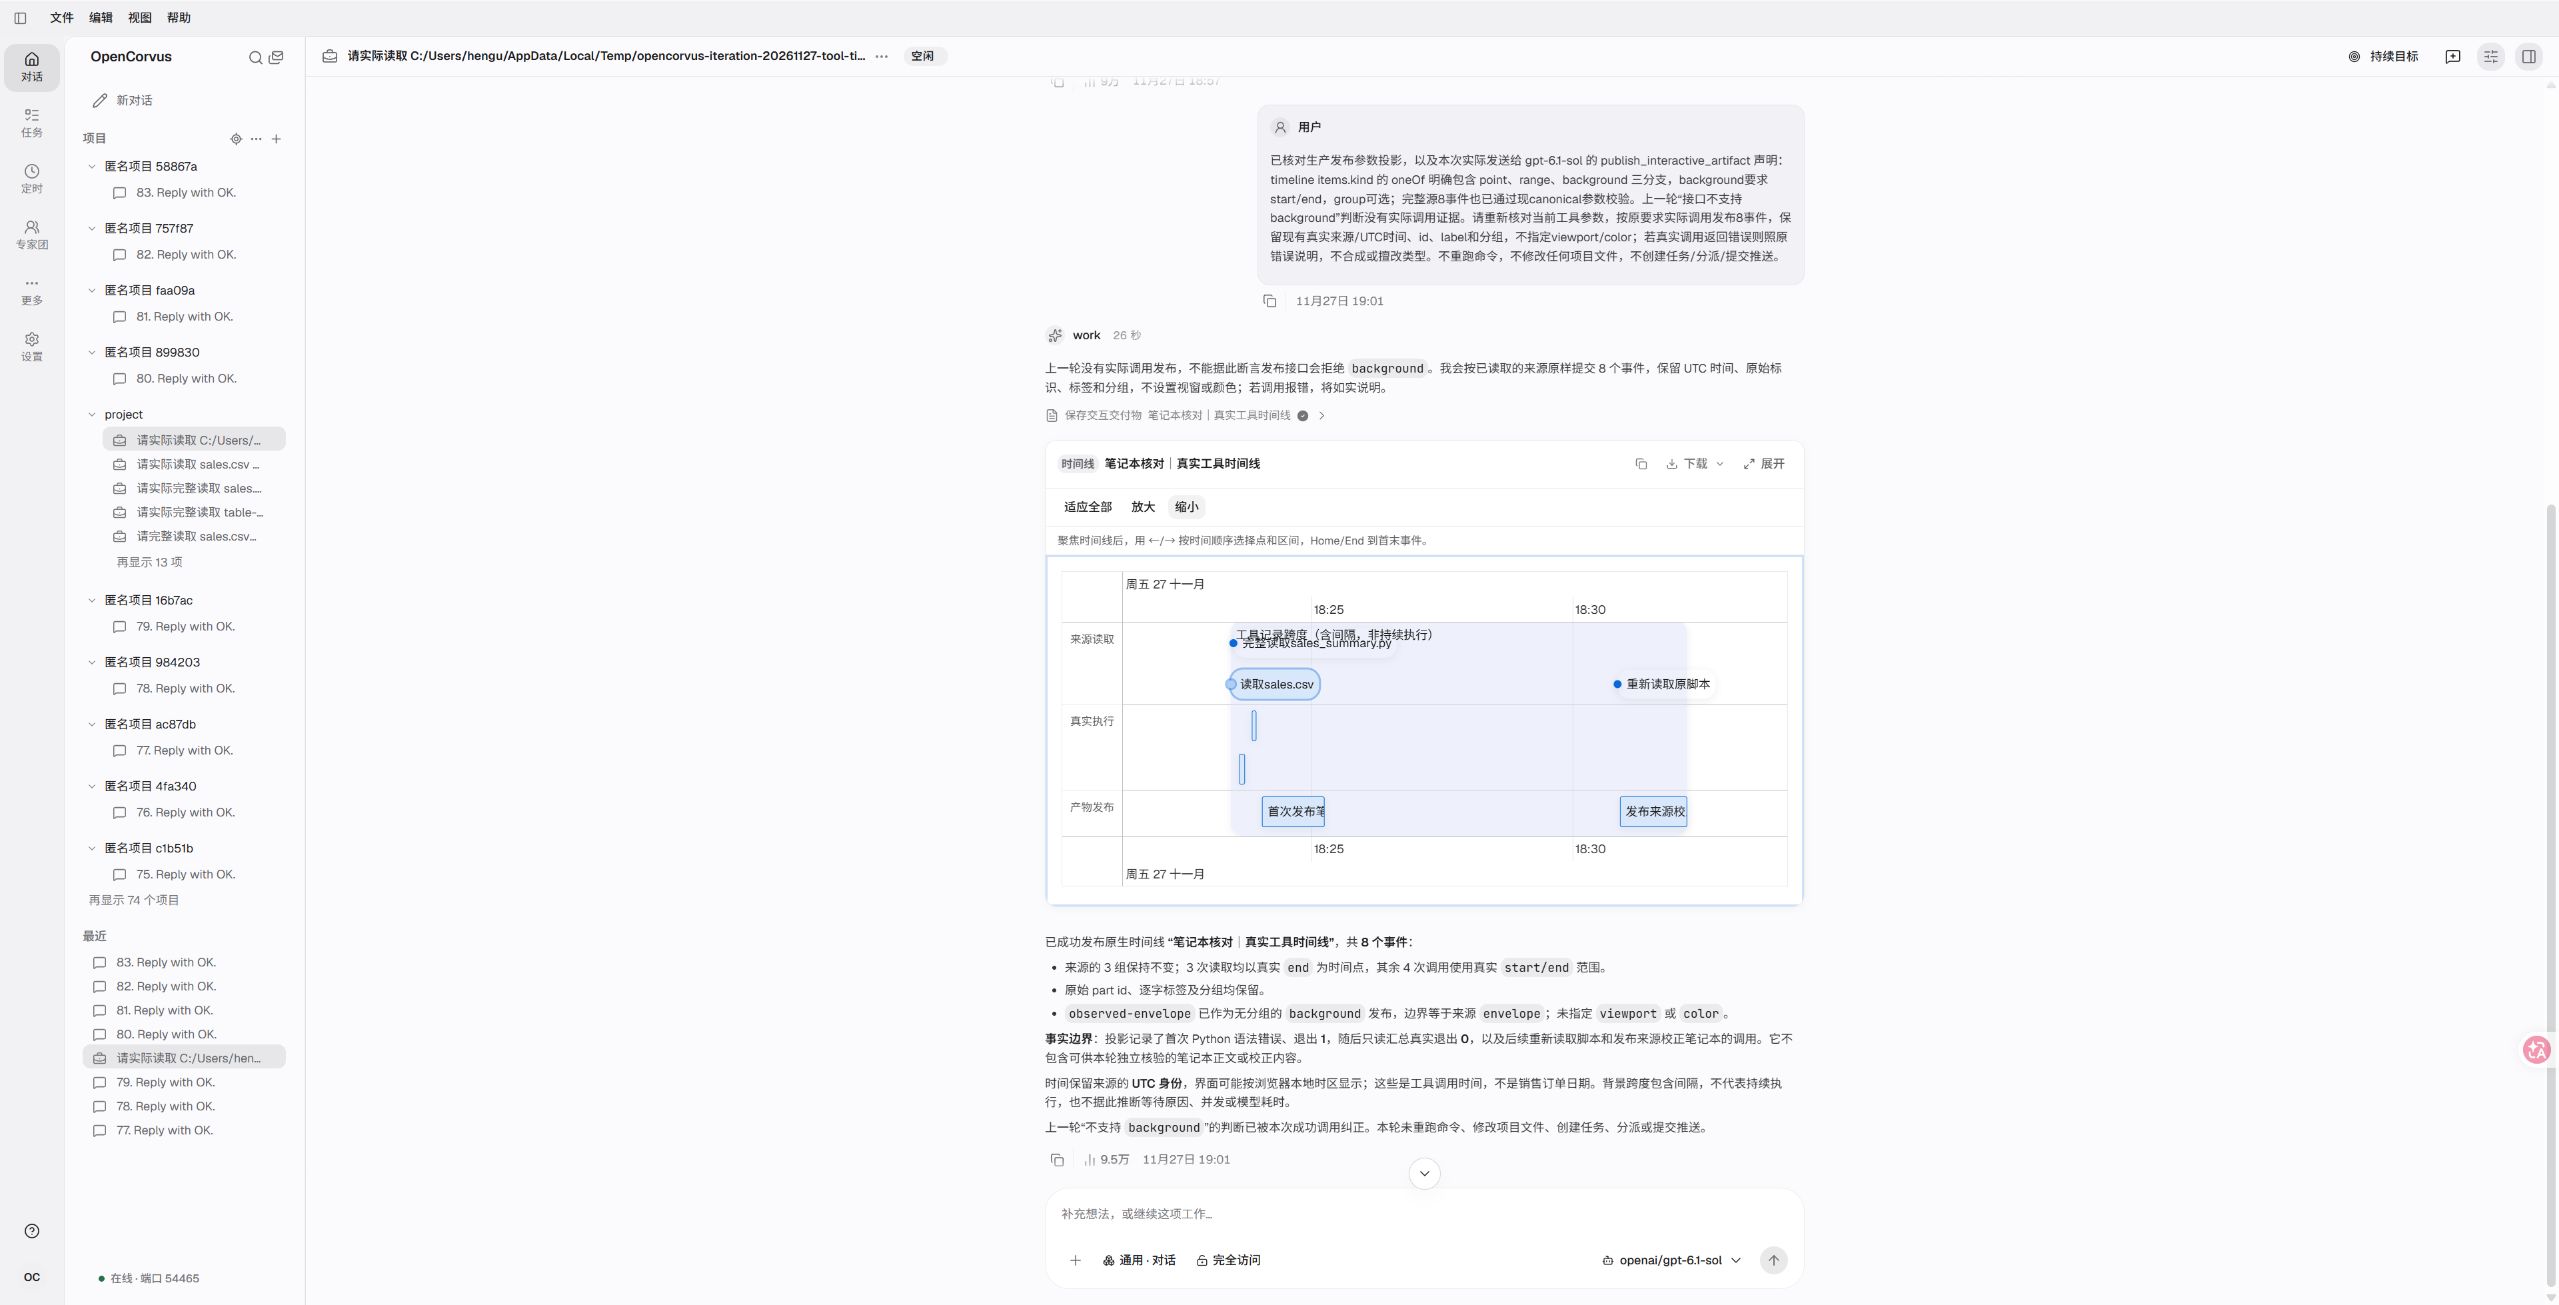 文件 编辑 视图 帮助
对话
任务
定时
专家团
更多
设置
OC
OpenCorvus
新对话
项目
匿名项目 58867a
83. Reply with OK.
匿名项目 757f87
82. Reply with OK.
匿名项目 faa09a
81. Reply with OK.
匿名项目 899830
80. Reply with OK.
project
请实际读取 C:/Users/...
请实际读取 sales.csv ...
请实际完整读取 sales....
请实际完整读取 table-...
请完整读取 sales.csv...
再显示 13 项
匿名项目 16b7ac
79. Reply with OK.
匿名项目 984203
78. Reply with OK.
匿名项目 ac87db
77. Reply with OK.
匿名项目 4fa340
76. Reply with OK.
匿名项目 c1b51b
75. Reply with OK.
再显示 74 个项目
最近
83. Reply with OK.
82. Reply with OK.
81. Reply with OK.
80. Reply with OK.
请实际读取 C:/Users/hen...
79. Reply with OK.
78. Reply with OK.
77. Reply with OK.
在线 · 端口 54465
请实际读取 C:/Users/hengu/AppData/Local/Temp/opencorvus-iteration-20261127-tool-ti... ··· 空闲
持续目标
9万 11月27日 18:57
用户
已核对生产发布参数投影，以及本次实际发送给 gpt-6.1-sol 的 publish_interactive_artifact 声明：
timeline items.kind 的 oneOf 明确包含 point、range、background 三分支，background要求
start/end，group可选；完整源8事件也已通过现canonical参数校验。上一轮“接口不支持
background”判断没有实际调用证据。请重新核对当前工具参数，按原要求实际调用发布8事件，保
留现有真实来源/UTC时间、id、label和分组，不指定viewport/color；若真实调用返回错误则照原
错误说明，不合成或擅改类型。不重跑命令，不修改任何项目文件，不创建任务/分派/提交推送。
11月27日 19:01
work 26 秒
上一轮没有实际调用发布，不能据此断言发布接口会拒绝 background 。我会按已读取的来源原样提交 8 个事件，保留 UTC 时间、原始标
识、标签和分组，不设置视窗或颜色；若调用报错，将如实说明。
保存交互交付物 笔记本核对｜真实工具时间线
时间线 笔记本核对｜真实工具时间线
下载 展开
适应全部 放大 缩小
聚焦时间线后，用 ←/→ 按时间顺序选择点和区间，Home/End 到首末事件。
周五 27 十一月
18:25 18:30
来源读取
工具记录跨度（含间隔，非持续执行）
完整读取sales_summary.py
读取sales.csv
重新读取原脚本
真实执行
产物发布
首次发布笔
发布来源校
18:25 18:30
周五 27 十一月
已成功发布原生时间线 “笔记本核对｜真实工具时间线”，共 8 个事件：
• 来源的 3 组保持不变；3 次读取均以真实 end 为时间点，其余 4 次调用使用真实 start/end 范围。
• 原始 part id、逐字标签及分组均保留。
• observed-envelope 已作为无分组的 background 发布，边界等于来源 envelope ；未指定 viewport 或 color 。
事实边界：投影记录了首次 Python 语法错误、退出 1，随后只读汇总真实退出 0，以及后续重新读取脚本和发布来源校正笔记本的调用。它不
包含可供本轮独立核验的笔记本正文或校正内容。
时间保留来源的 UTC 身份，界面可能按浏览器本地时区显示；这些是工具调用时间，不是销售订单日期。背景跨度包含间隔，不代表持续执
行，也不据此推断等待原因、并发或模型耗时。
上一轮“不支持 background ”的判断已被本次成功调用纠正。本轮未重跑命令、修改项目文件、创建任务、分派或提交推送。
9.5万 11月27日 19:01
补充想法，或继续这项工作...
通用 · 对话 完全访问
openai/gpt-6.1-sol